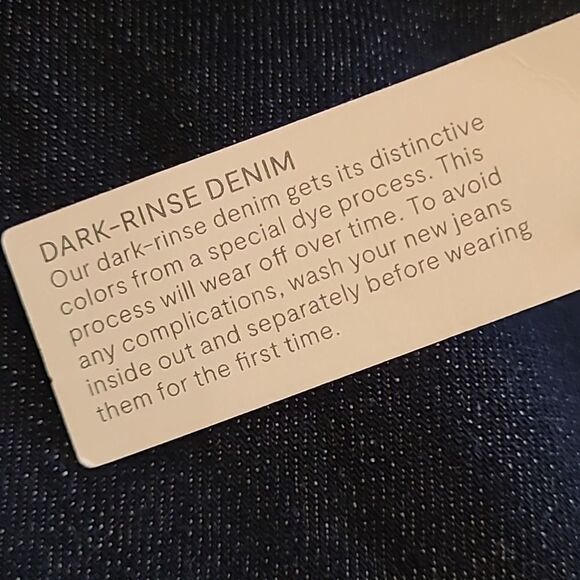 DARK-RINSE DENIM
Our dark-rinse denim gets its distinctive
colors from a special dye process. This
process will wear off over time. To avoid
any complications, wash your new jeans
inside out and separately before wearing
them for the first time.